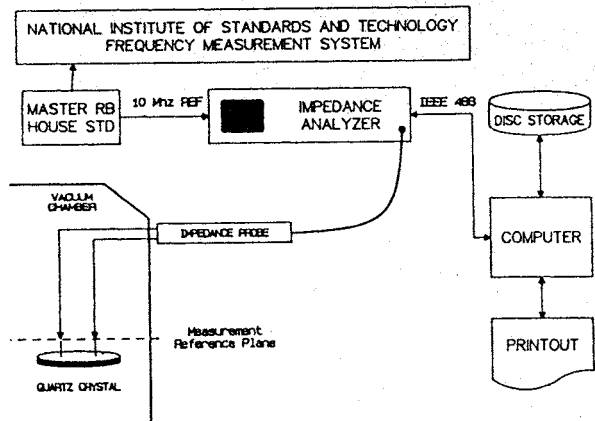 NATIONAL INSTITUTE OF STANDARDS AND TECHNOLOGY
FREQUENCY MEASUREMENT SYSTEM
MASTER RB
HOUSE STD
10 Mhz REF
IMPEDANCE
ANALYZER
IEEE 488
DISC STORAGE
VACUUM
CHAMBER
IMPEDANCE PROBE
COMPUTER
Measurement
Reference Plane
PRINTOUT
QUARTZ CRYSTAL